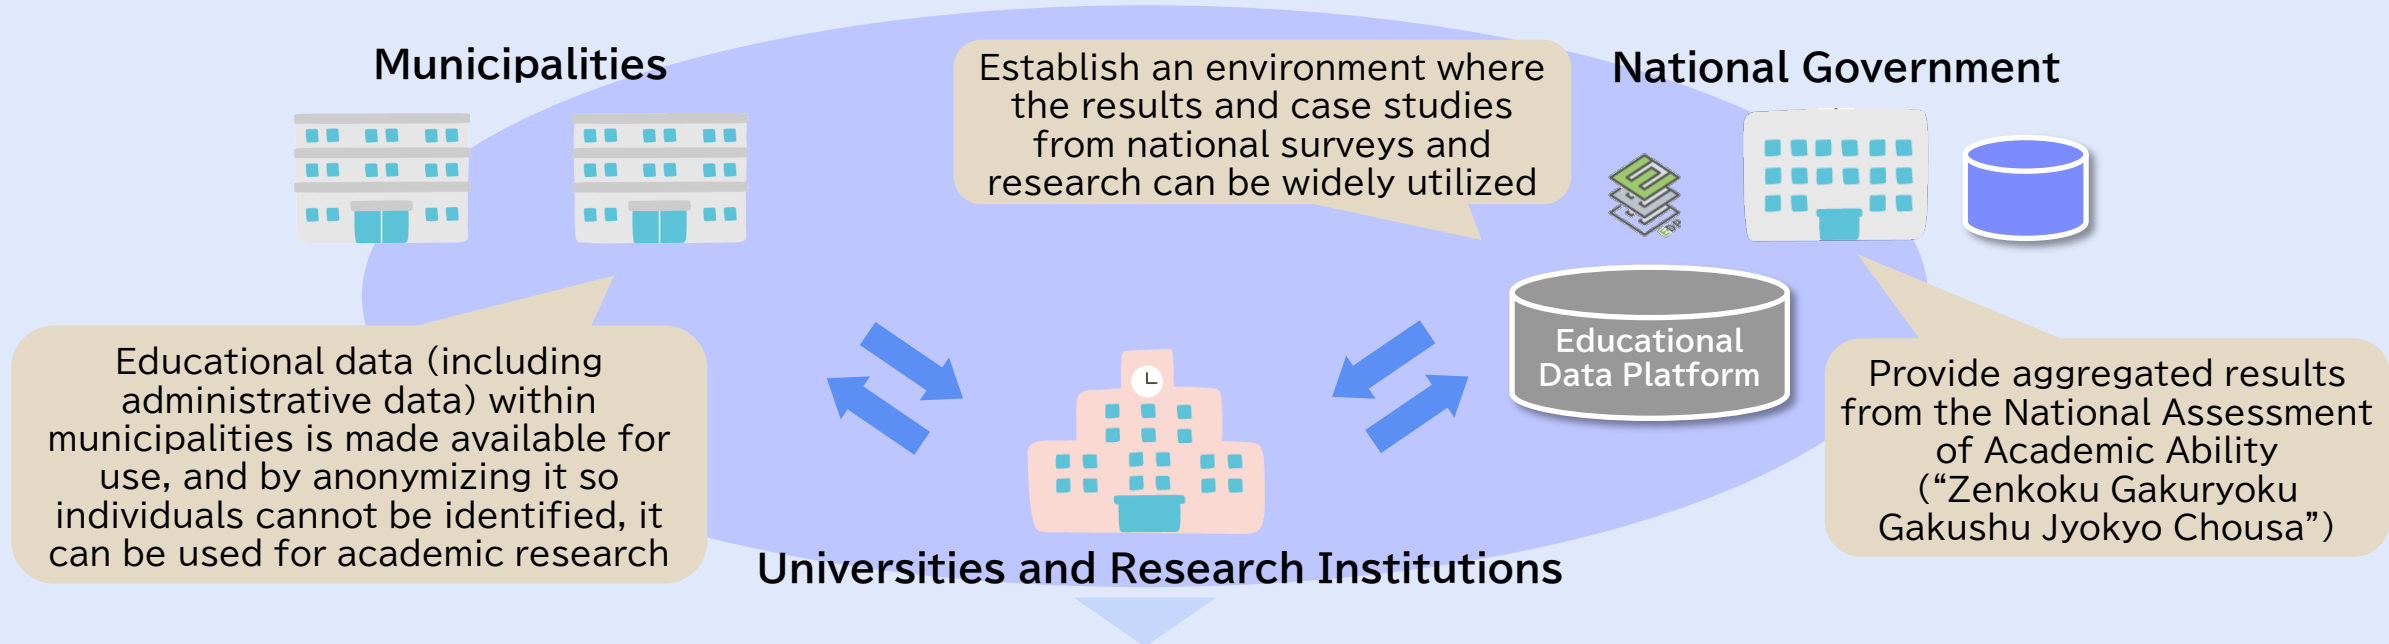 Municipalities
Establish an environment where
the results and case studies
from national surveys and
research can be widely utilized
National Government
EDP
Educational
Data Platform
Educational data (including
administrative data) within
municipalities is made available for
use, and by anonymizing it so
individuals cannot be identified, it
can be used for academic research
Provide aggregated results
from the National Assessment
of Academic Ability
(“Zenkoku Gakuryoku
Gakushu Jyokyo Chousa”)
Universities and Research Institutions